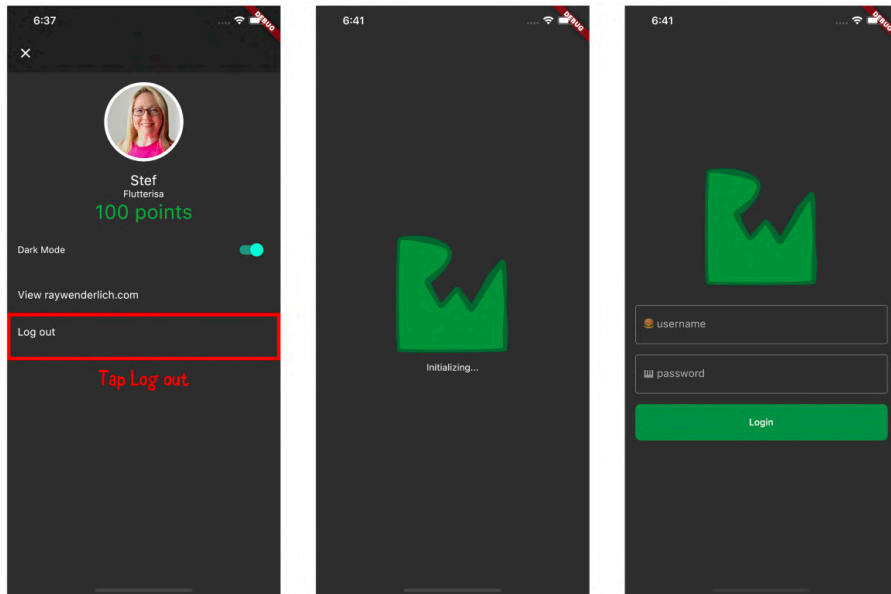 6:37
DEBUG
Stef
Flutterisa
100 points
Dark Mode
View raywenderlich.com
Log out
Tap Log out
6:41
DEBUG
Initializing...
6:41
DEBUG
🍔 username
🎹 password
Login